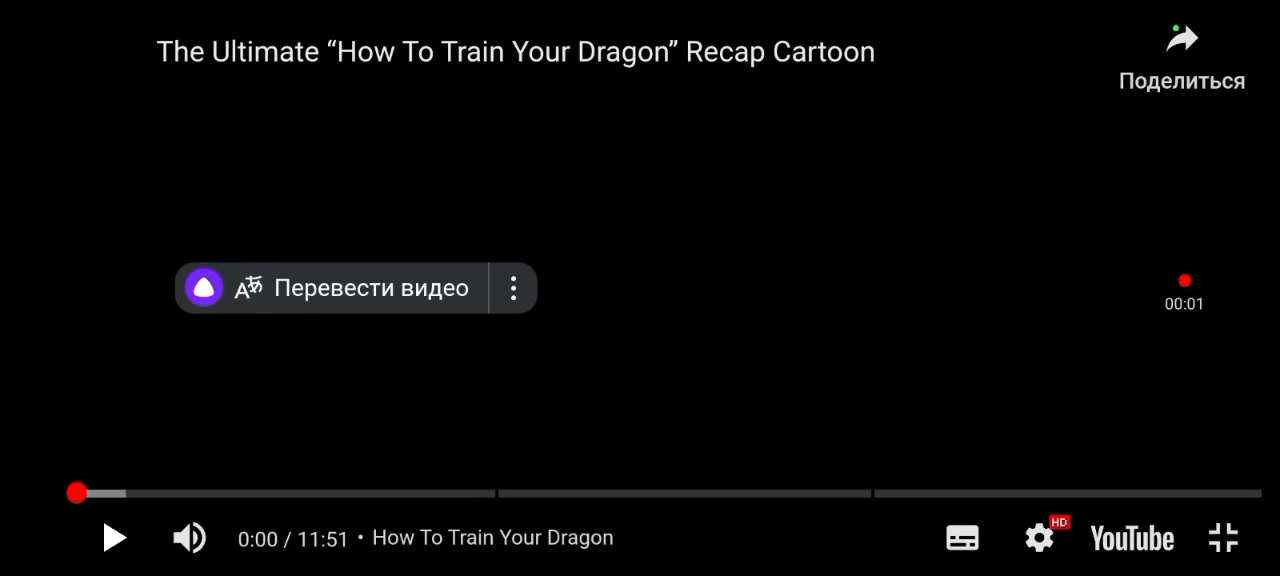 The Ultimate “How To Train Your Dragon” Recap Cartoon
Поделиться
Перевести видео
00:01
0:00 / 11:51 • How To Train Your Dragon
HD
YouTube